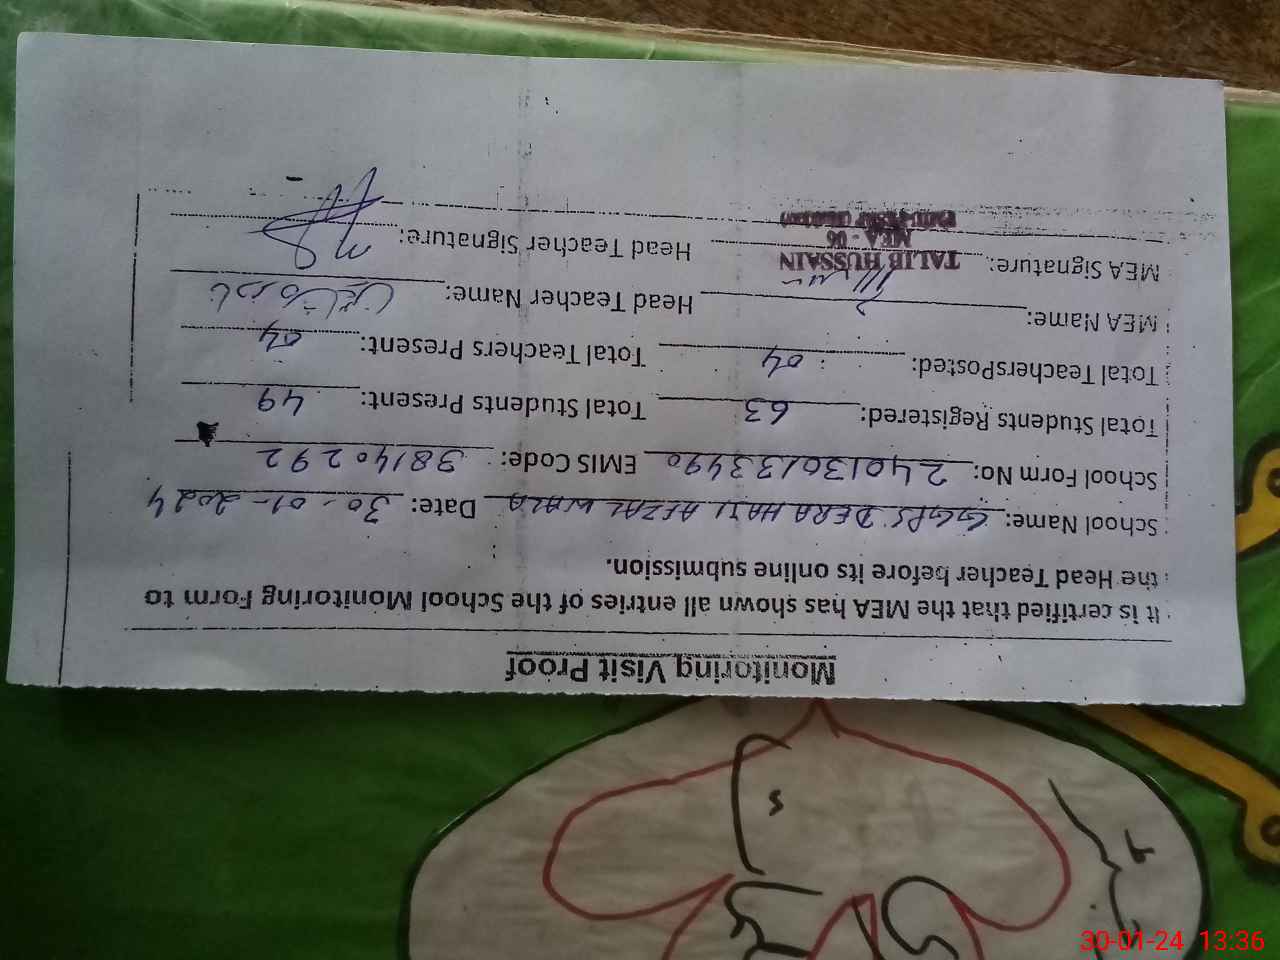 Monitoring Visit Proof
It is certified that the MEA has shown all entries of the School Monitoring Form to
the Head Teacher before its online submission.
School Name: GGPS DERA HAJI AFZAL WALA Date: 30-01-2024
School Form No: 240130133490 EMIS Code: 38140292
Total Students Registered: 63 Total Students Present: 49
Total TeachersPosted: 04 Total Teachers Present: 04
MEA Name: Head Teacher Name:
MEA Signature: Head Teacher Signature:
TALIB HUSSAIN
MEA - 06
30-01-24 13:36